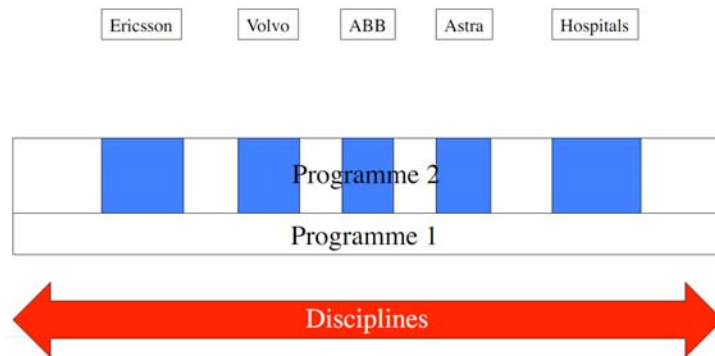 Ericsson Volvo ABB Astra Hospitals
Programme 2
Programme 1
Disciplines